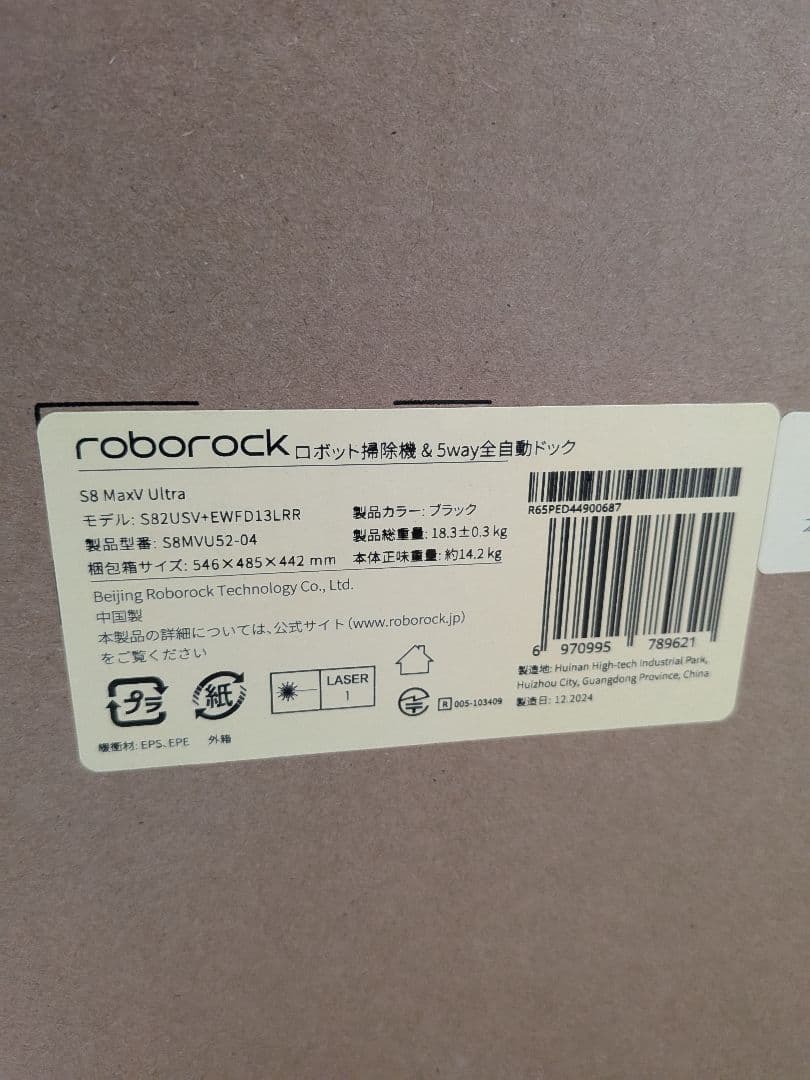 roborock ロボット掃除機 & 5way全自動ドック
S8 MaxV Ultra
モデル: S82USV+EWFD13LRR
製品型番: S8MVU52-04
梱包箱サイズ: 546×485×442 mm
製品カラー: ブラック
製品総重量: 18.3±0.3 kg
本体正味重量: 約14.2 kg
Beijing Roborock Technology Co., Ltd.
中国製
本製品の詳細については、公式サイト(www.roborock.jp)
をご覧ください
R65PED44900687
6 970995 789621
製造地: Huinan High-tech Industrial Park,
Huizhou City, Guangdong Province, China
製造日: 12.2024
プラ
緩衝材: EPS、EPE
紙
外箱
LASER
1
R 005-103409